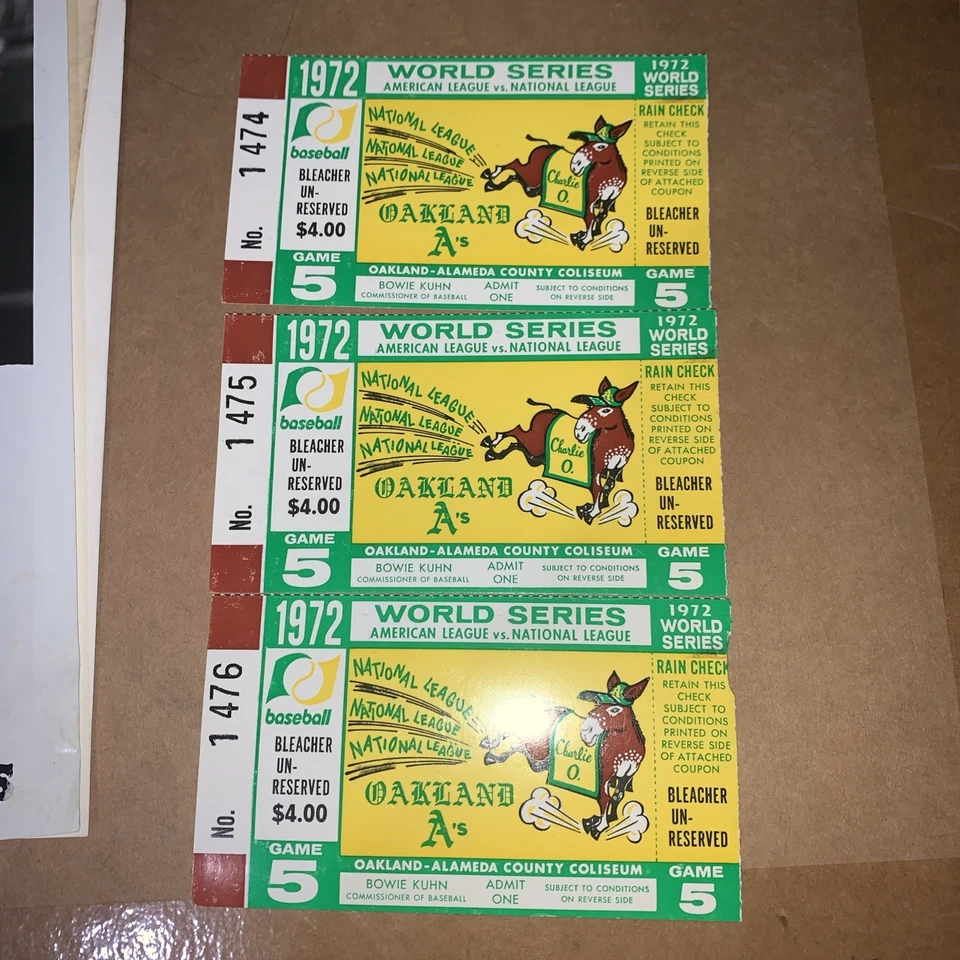 No. 1474
1972
WORLD SERIES
AMERICAN LEAGUE vs. NATIONAL LEAGUE
baseball
BLEACHER
UN-
RESERVED
$4.00
GAME
5
NATIONAL LEAGUE
NATIONAL LEAGUE
NATIONAL LEAGUE
OAKLAND
A's
Charlie
O.
OAKLAND-ALAMEDA COUNTY COLISEUM
BOWIE KUHN
COMMISSIONER OF BASEBALL
ADMIT
ONE
SUBJECT TO CONDITIONS
ON REVERSE SIDE
1972
WORLD
SERIES
RAIN CHECK
RETAIN THIS
CHECK
SUBJECT TO
CONDITIONS
PRINTED ON
REVERSE SIDE
OF ATTACHED
COUPON
BLEACHER
UN-
RESERVED
GAME
5
No. 1475
1972
WORLD SERIES
AMERICAN LEAGUE vs. NATIONAL LEAGUE
baseball
BLEACHER
UN-
RESERVED
$4.00
GAME
5
NATIONAL LEAGUE
NATIONAL LEAGUE
NATIONAL LEAGUE
OAKLAND
A's
Charlie
O.
OAKLAND-ALAMEDA COUNTY COLISEUM
BOWIE KUHN
COMMISSIONER OF BASEBALL
ADMIT
ONE
SUBJECT TO CONDITIONS
ON REVERSE SIDE
1972
WORLD
SERIES
RAIN CHECK
RETAIN THIS
CHECK
SUBJECT TO
CONDITIONS
PRINTED ON
REVERSE SIDE
OF ATTACHED
COUPON
BLEACHER
UN-
RESERVED
GAME
5
No. 1476
1972
WORLD SERIES
AMERICAN LEAGUE vs. NATIONAL LEAGUE
baseball
BLEACHER
UN-
RESERVED
$4.00
GAME
5
NATIONAL LEAGUE
NATIONAL LEAGUE
NATIONAL LEAGUE
OAKLAND
A's
Charlie
O.
OAKLAND-ALAMEDA COUNTY COLISEUM
BOWIE KUHN
COMMISSIONER OF BASEBALL
ADMIT
ONE
SUBJECT TO CONDITIONS
ON REVERSE SIDE
1972
WORLD
SERIES
RAIN CHECK
RETAIN THIS
CHECK
SUBJECT TO
CONDITIONS
PRINTED ON
REVERSE SIDE
OF ATTACHED
COUPON
BLEACHER
UN-
RESERVED
GAME
5